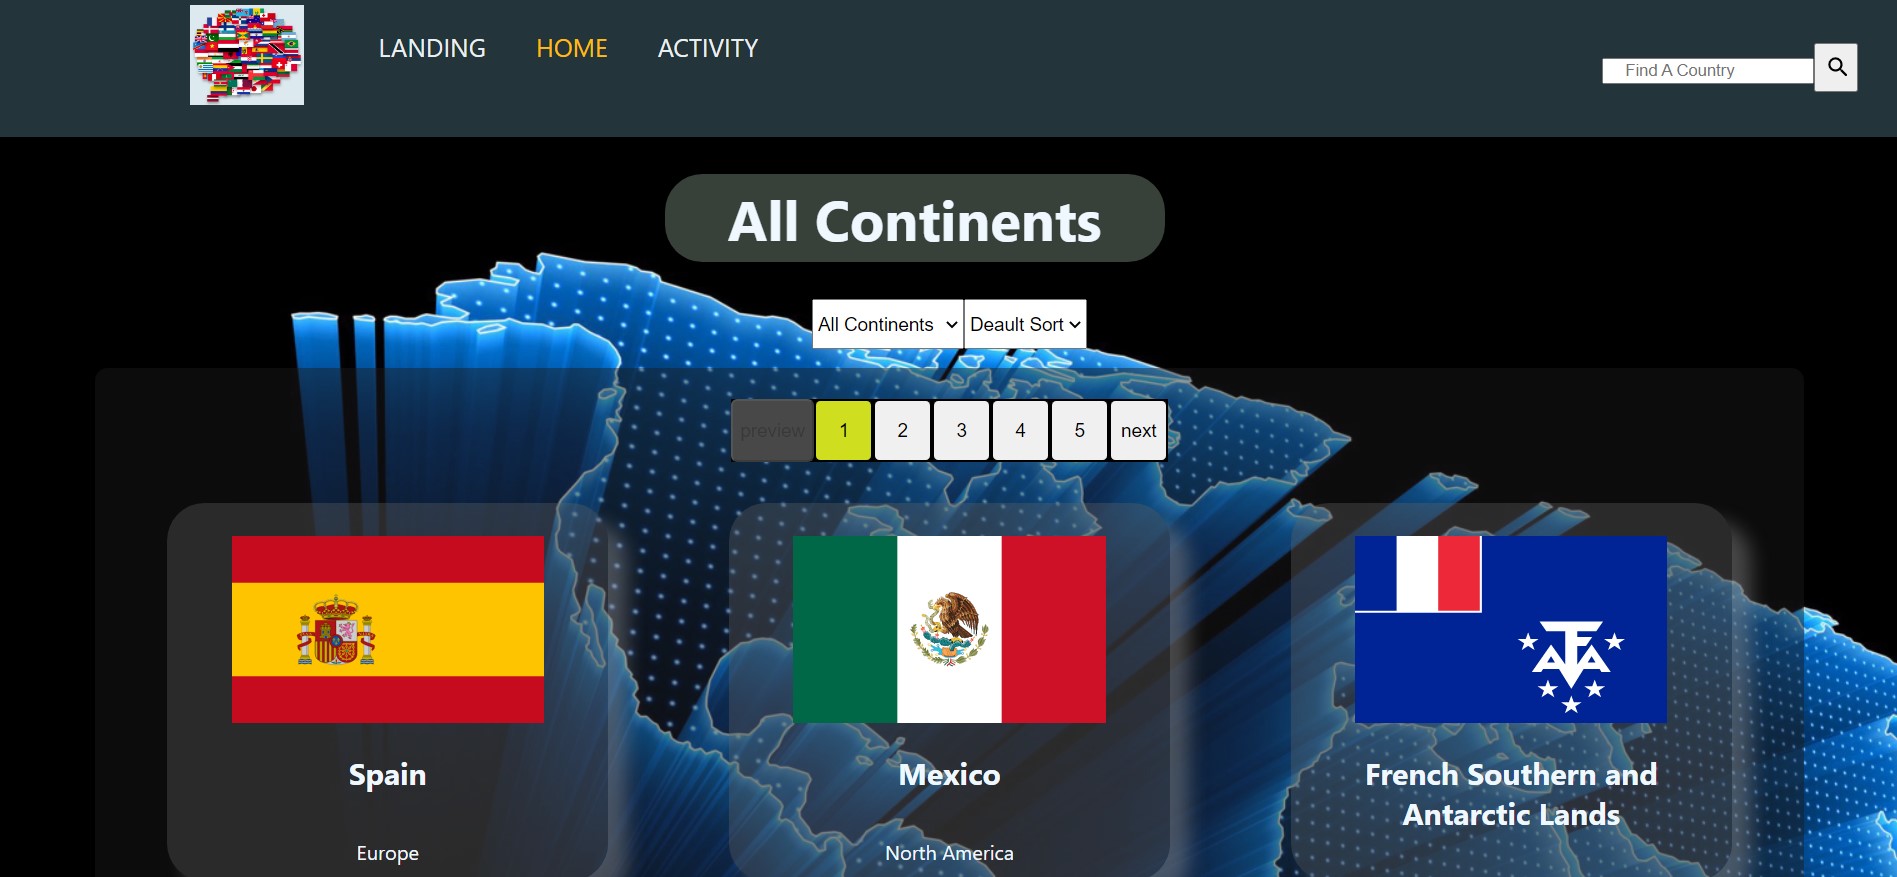 LANDING HOME ACTIVITY
Find A Country
All Continents
All Continents Deault Sort
preview 1 2 3 4 5 next
Spain
Europe
Mexico
North America
French Southern and
Antarctic Lands